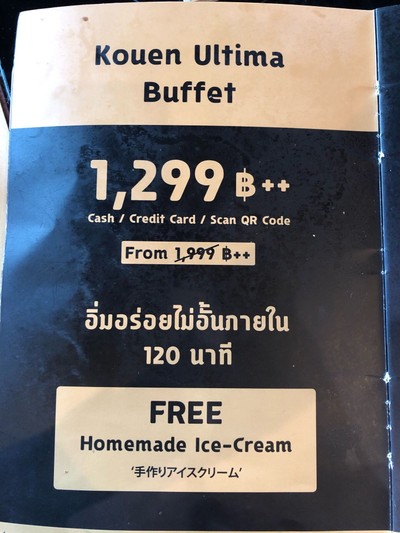 Kouen Ultima
Buffet
1,299 ฿++
Cash / Credit Card / Scan QR Code
From 1,999 ฿++
อิ่มอร่อยไม่อั้นภายใน
120 นาที
FREE
Homemade Ice-Cream
‘手作りアイスクリーム’